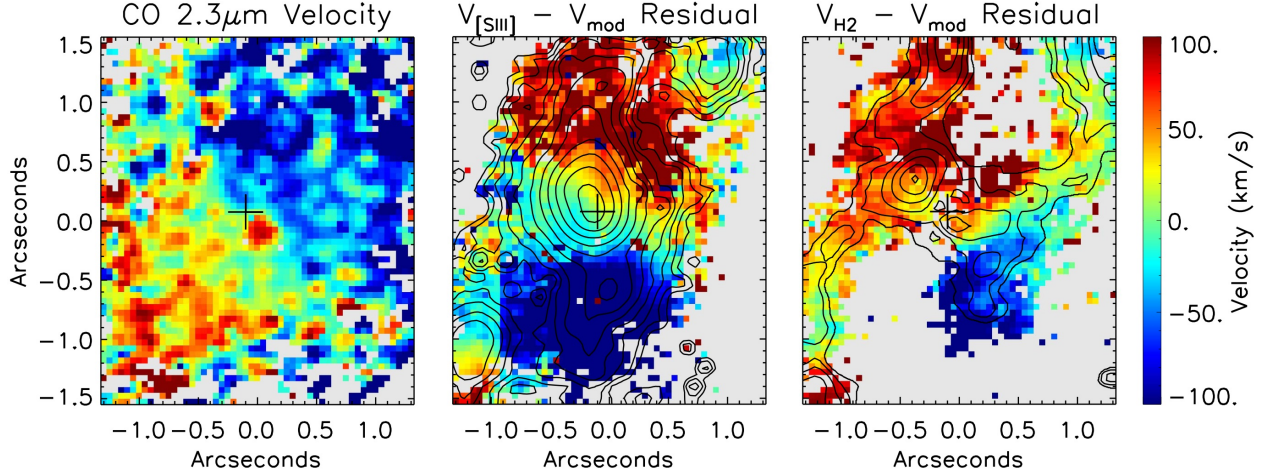 CO 2.3μm Velocity
V[SIII] − Vmod Residual
VH2 − Vmod Residual
1.5
1.0
0.5
0.0
−0.5
−1.0
−1.5
Arcseconds
−1.0 −0.5 0.0 0.5 1.0
−1.0 −0.5 0.0 0.5 1.0
−1.0 −0.5 0.0 0.5 1.0
Arcseconds
Arcseconds
Arcseconds
100.
50.
0.
−50.
−100.
Velocity (km/s)